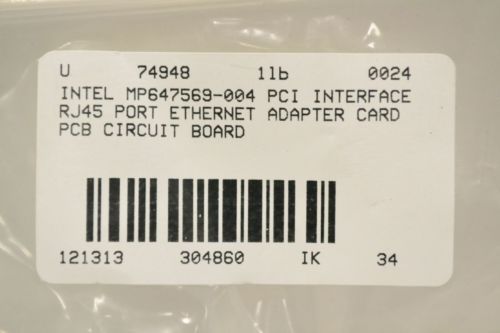 U 74948 1lb 0024
INTEL MP647569-004 PCI INTERFACE
RJ45 PORT ETHERNET ADAPTER CARD
PCB CIRCUIT BOARD
121313 304860 IK 34